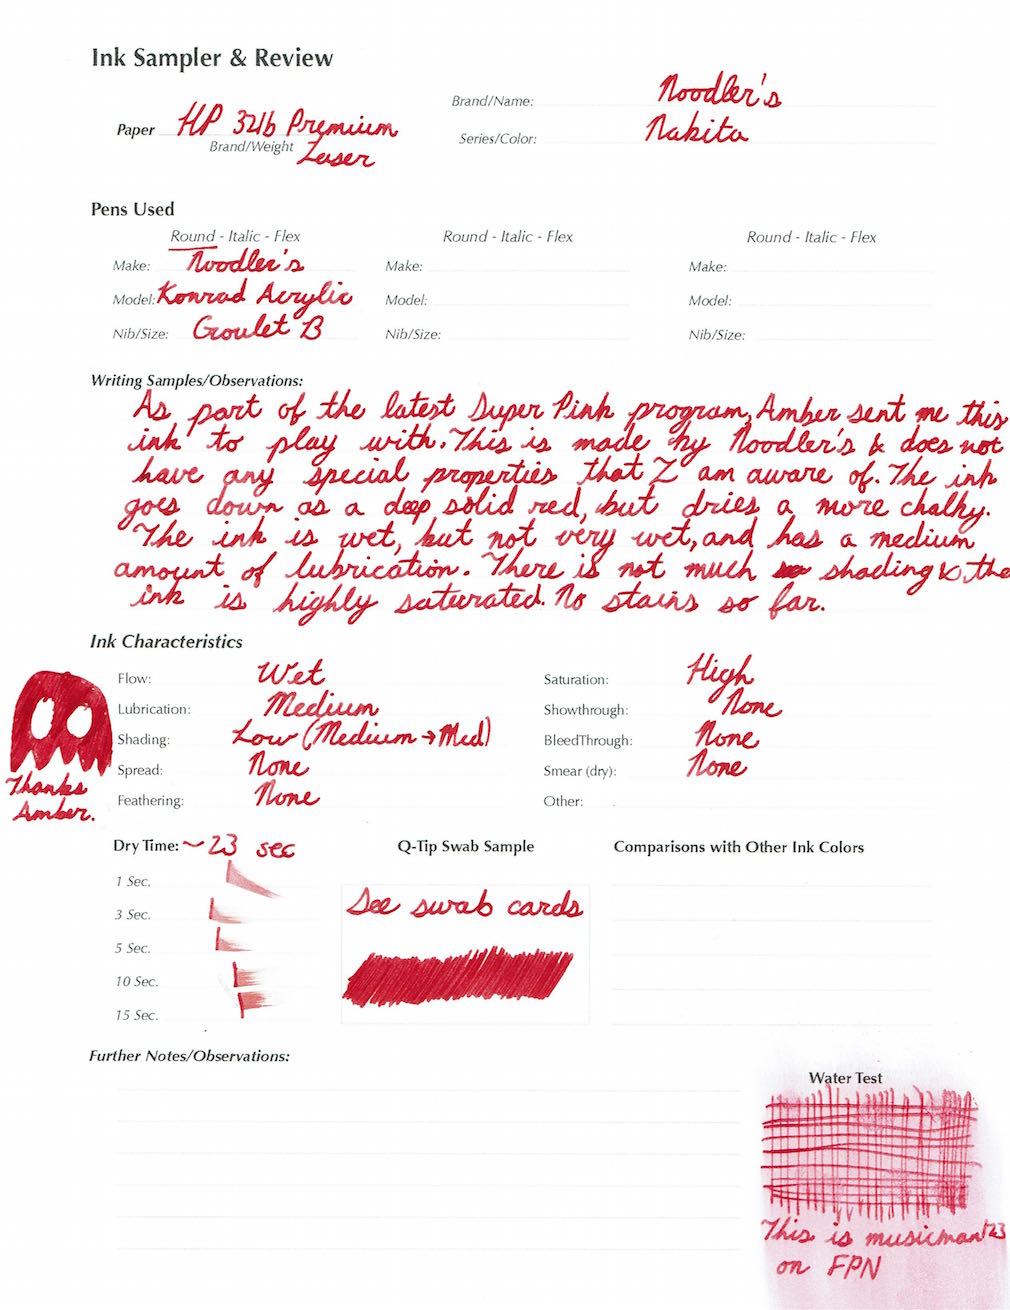 Ink Sampler & Review
Brand/Name: Noodler's
Paper HP 32lb Premium
Brand/Weight Laser
Series/Color: Nakita
Pens Used
Round - Italic - Flex Round - Italic - Flex Round - Italic - Flex
Make: Noodler's Make: Make:
Model: Konrad Acrylic Model: Model:
Nib/Size: Goulet B Nib/Size: Nib/Size:
Writing Samples/Observations:
As part of the latest Super Pink program, Amber sent me this
ink to play with. This is made by Noodler's & does not
have any special properties that I am aware of. The ink
goes down as a deep solid red, but dries a more chalky.
The ink is wet, but not very wet, and has a medium
amount of lubrication. There is not much shading &, the
ink is highly saturated. No stains so far.
Ink Characteristics
Flow: Wet Saturation: High
Lubrication: Medium Showthrough: None
Shading: Low (Medium → Med) BleedThrough: None
Spread: None Smear (dry): None
Feathering: None Other:
Thanks
Amber.
Dry Time: ~23 sec
1 Sec.
3 Sec.
5 Sec.
10 Sec.
15 Sec.
Q-Tip Swab Sample
See swab cards
Comparisons with Other Ink Colors
Further Notes/Observations:
Water Test
This is musicman123
on FPN